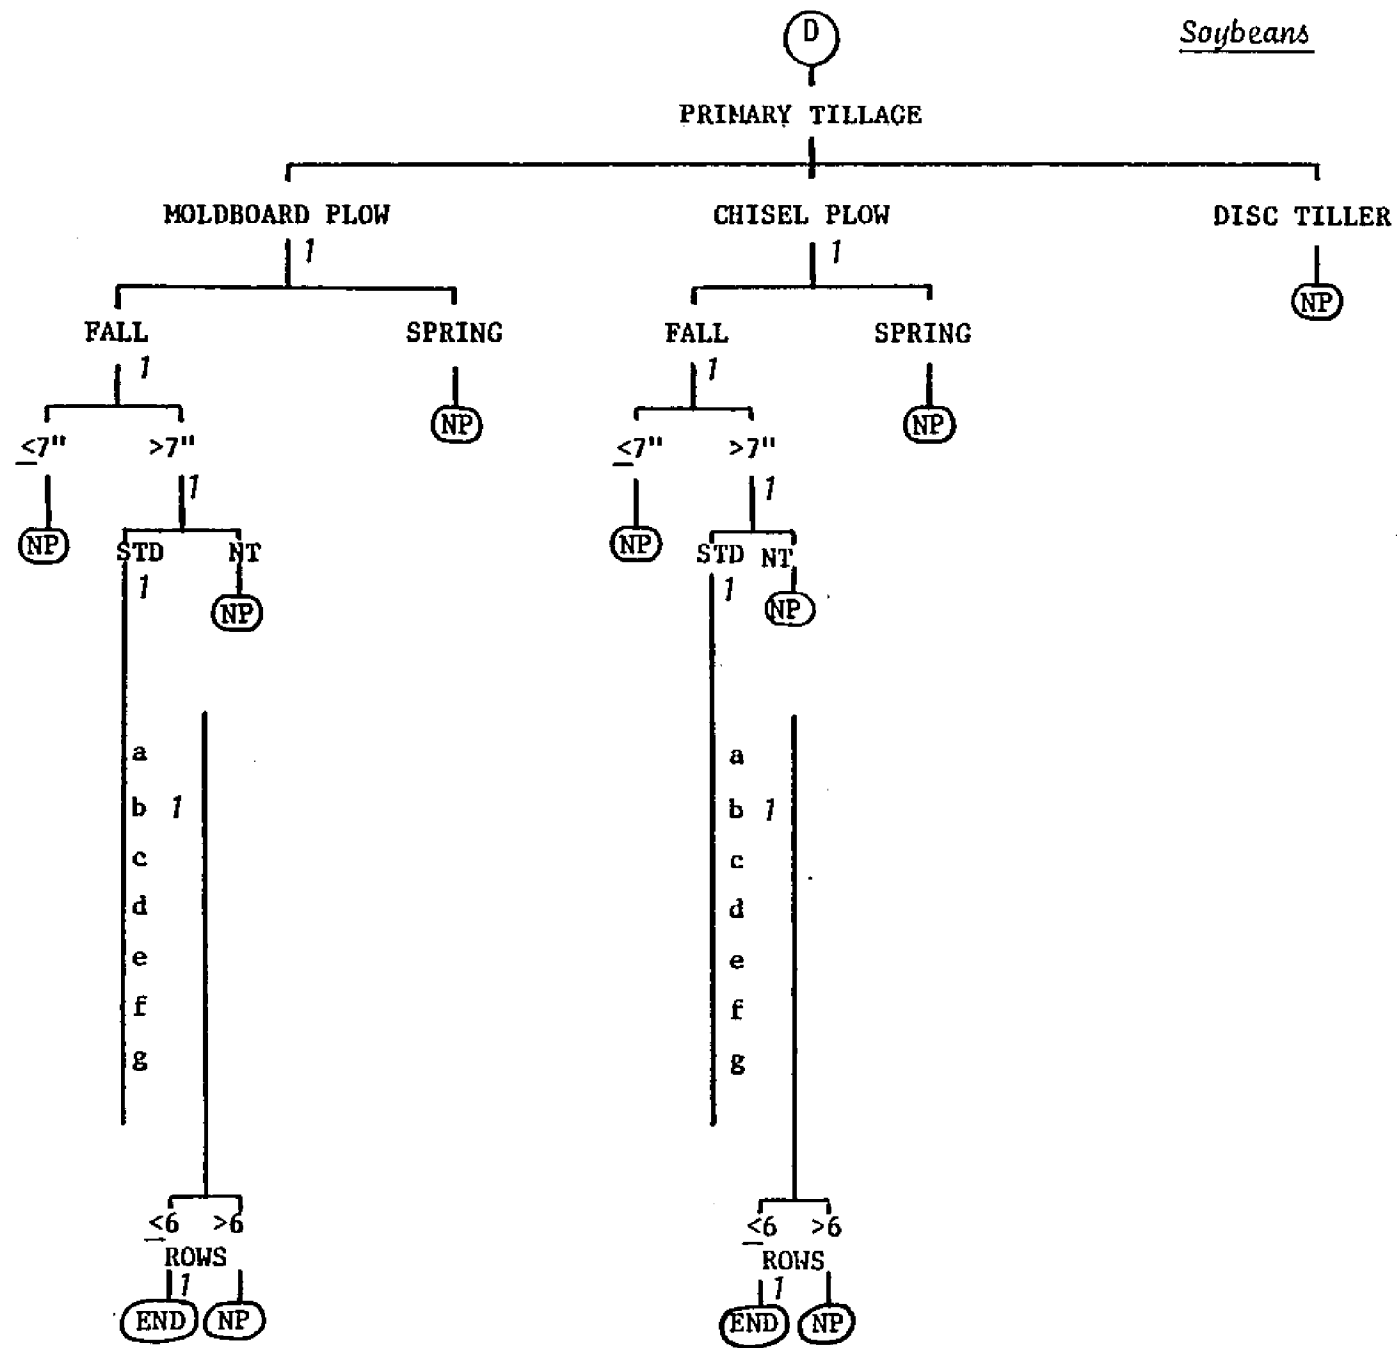 D
Soybeans
PRIMARY TILLAGE
MOLDBOARD PLOW CHISEL PLOW DISC TILLER
1 1
NP
FALL SPRING FALL SPRING
1 1
NP NP
≤7" >7" ≤7" >7"
1 1
NP STD NT NP STD NT
1 NP 1 NP
a a
b 1 b 1
c c
d d
e e
f f
g g
≤6 >6 ≤6 >6
ROWS ROWS
1 1
END NP END NP